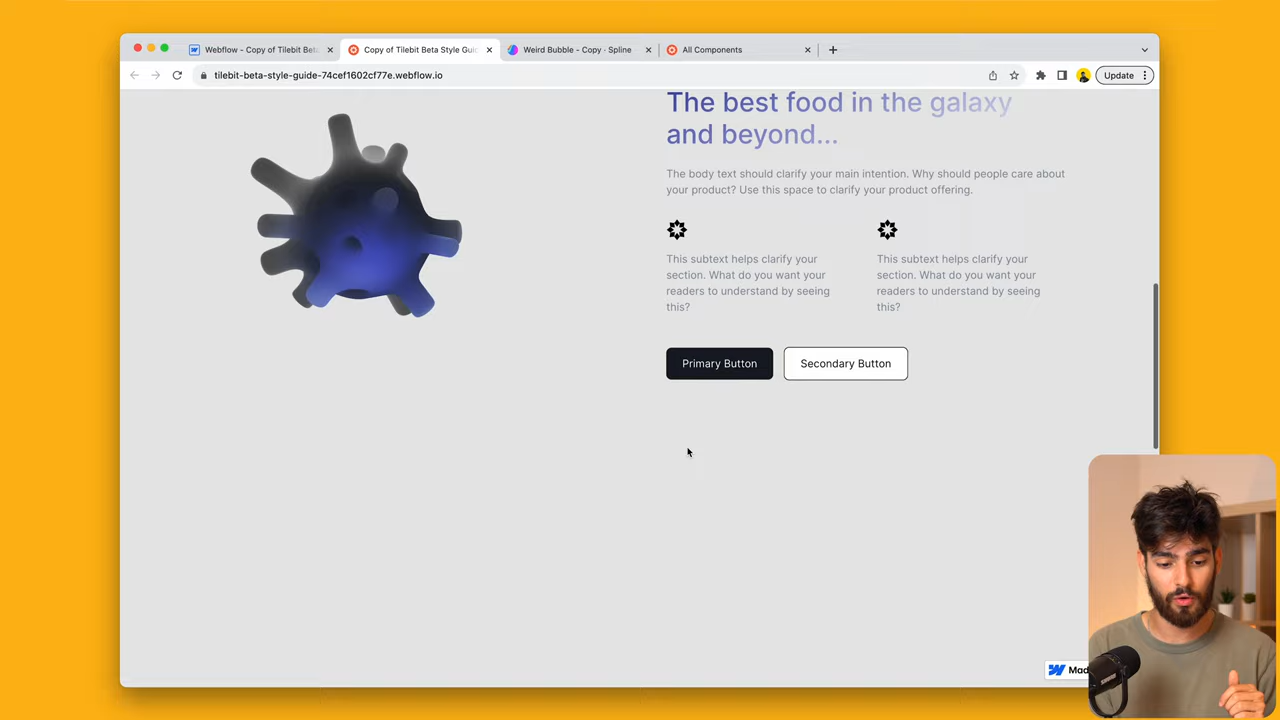 Webflow - Copy of Tilebit Beta
Copy of Tilebit Beta Style Gui
Weird Bubble - Copy · Spline
All Components
tilebit-beta-style-guide-74cef1602cf77e.webflow.io
Update
The best food in the galaxy
and beyond...
The body text should clarify your main intention. Why should people care about
your product? Use this space to clarify your product offering.
This subtext helps clarify your
section. What do you want your
readers to understand by seeing
this?
This subtext helps clarify your
section. What do you want your
readers to understand by seeing
this?
Primary Button
Secondary Button
Mad